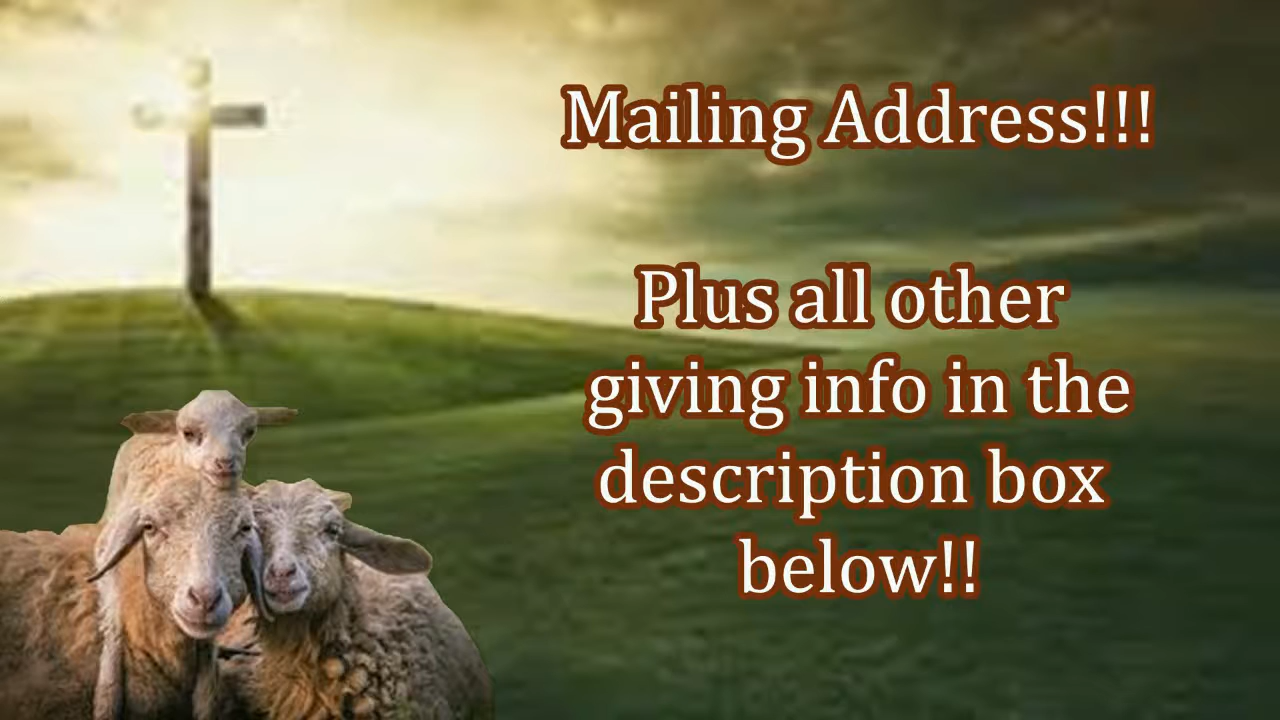 Mailing Address!!!
Plus all other
giving info in the
description box
below!!